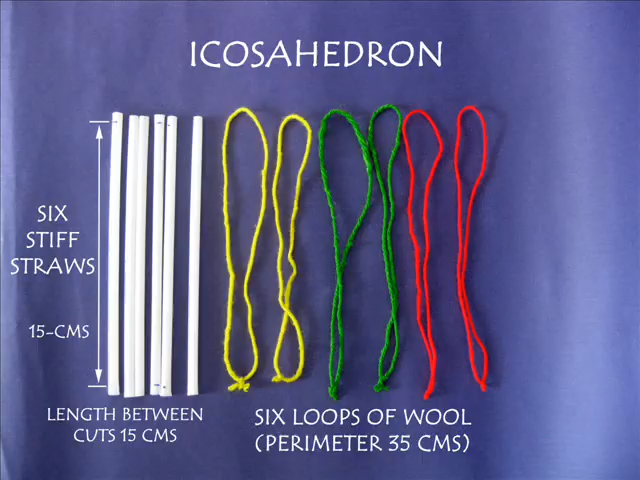 ICOSAHEDRON
SIX
STIFF
STRAWS
15-CMS
LENGTH BETWEEN
CUTS 15 CMS
SIX LOOPS OF WOOL
(PERIMETER 35 CMS)